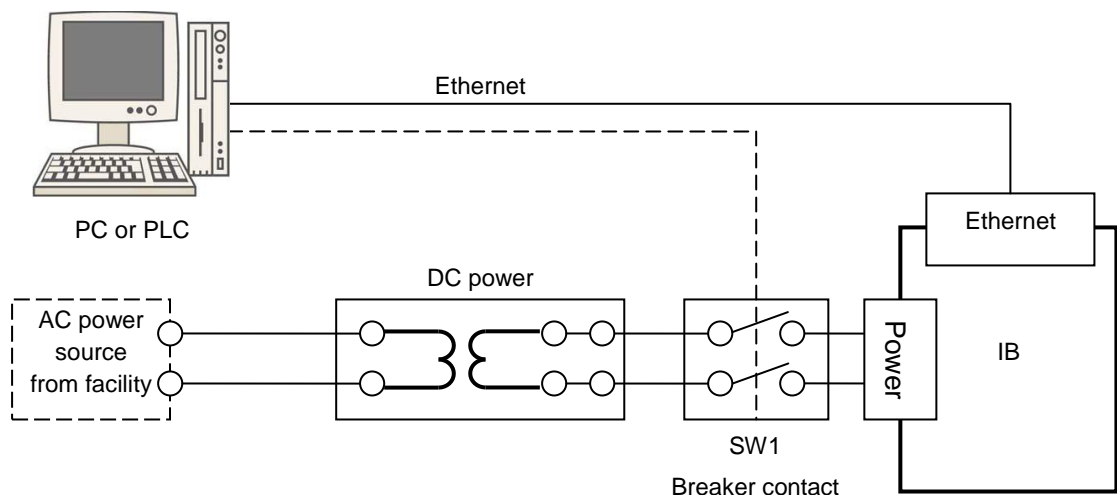 Ethernet
PC or PLC
Ethernet
DC power
AC power
source
from facility
Power
IB
SW1
Breaker contact